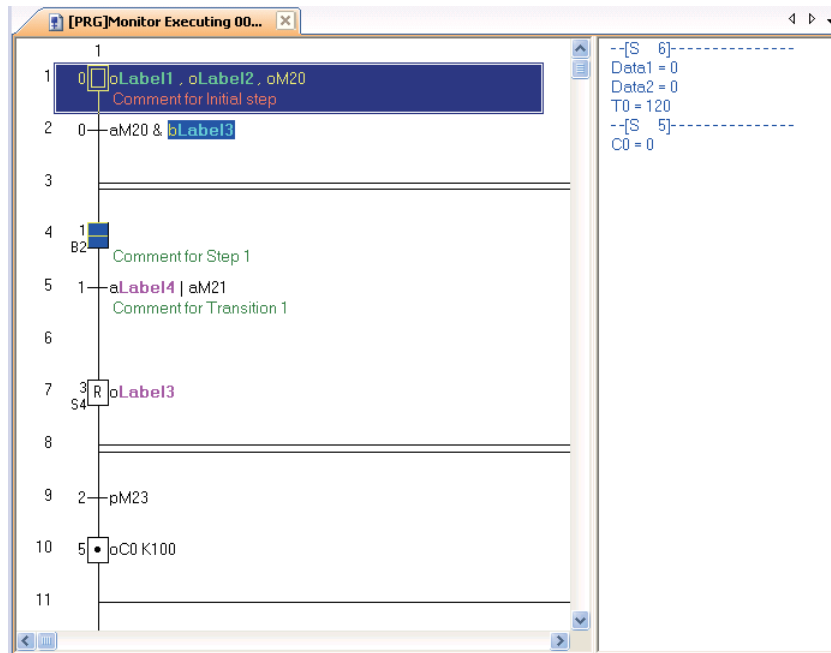 [PRG]Monitor Executing 00...
1
1 0 oLabel1 , oLabel2 , oM20
Comment for Initial step
2 0 aM20 & bLabel3
3
4 1
B2
Comment for Step 1
5 1 aLabel4 | aM21
Comment for Transition 1
6
7 3 R oLabel3
S4
8
9 2 pM23
10 5 oC0 K100
11
--[S 6]---------------
Data1 = 0
Data2 = 0
T0 = 120
--[S 5]---------------
C0 = 0